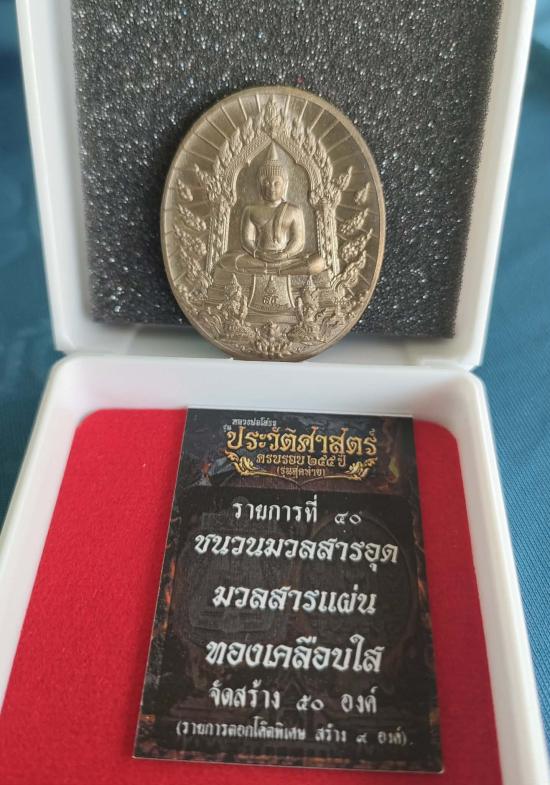 หลวงพ่อโสธร
รุ่น
ประวัติศาสตร์
ครบรอบ ๒๕๕ ปี
(รุ่นสุดท้าย)
รายการที่ ๔๐
ชนวนมวลสารอุด
มวลสารแผ่น
ทองเคลือบใส
จัดสร้าง ๕๐ องค์
(รายการตอกโค๊ตพิเศษ สร้าง ๙ องค์)